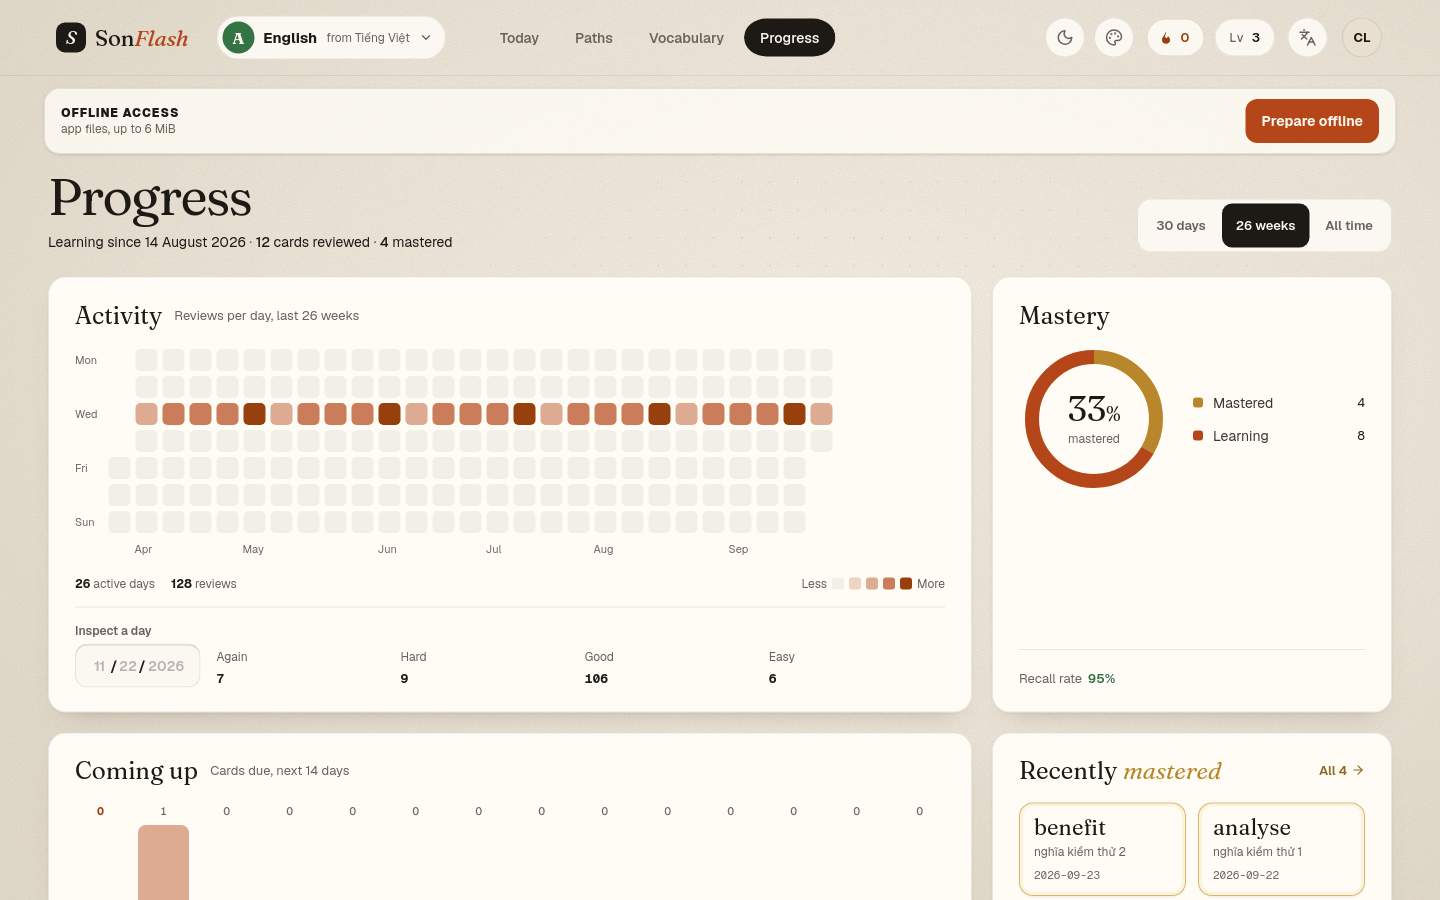 S SonFlash
A English from Tiếng Việt
Today Paths Vocabulary Progress
0
Lv 3
CL
OFFLINE ACCESS
app files, up to 6 MiB
Prepare offline
Progress
Learning since 14 August 2026 · 12 cards reviewed · 4 mastered
30 days 26 weeks All time
Activity Reviews per day, last 26 weeks
Mon
Wed
Fri
Sun
Apr May Jun Jul Aug Sep
26 active days 128 reviews
Less More
Inspect a day
11 / 22 / 2026
Again Hard Good Easy
7 9 106 6
Mastery
33%
mastered
Mastered 4
Learning 8
Recall rate 95%
Coming up Cards due, next 14 days
0 1 0 0 0 0 0 0 0 0 0 0 0 0
Recently mastered
All 4
benefit
nghĩa kiểm thử 2
2026-09-23
analyse
nghĩa kiểm thử 1
2026-09-22